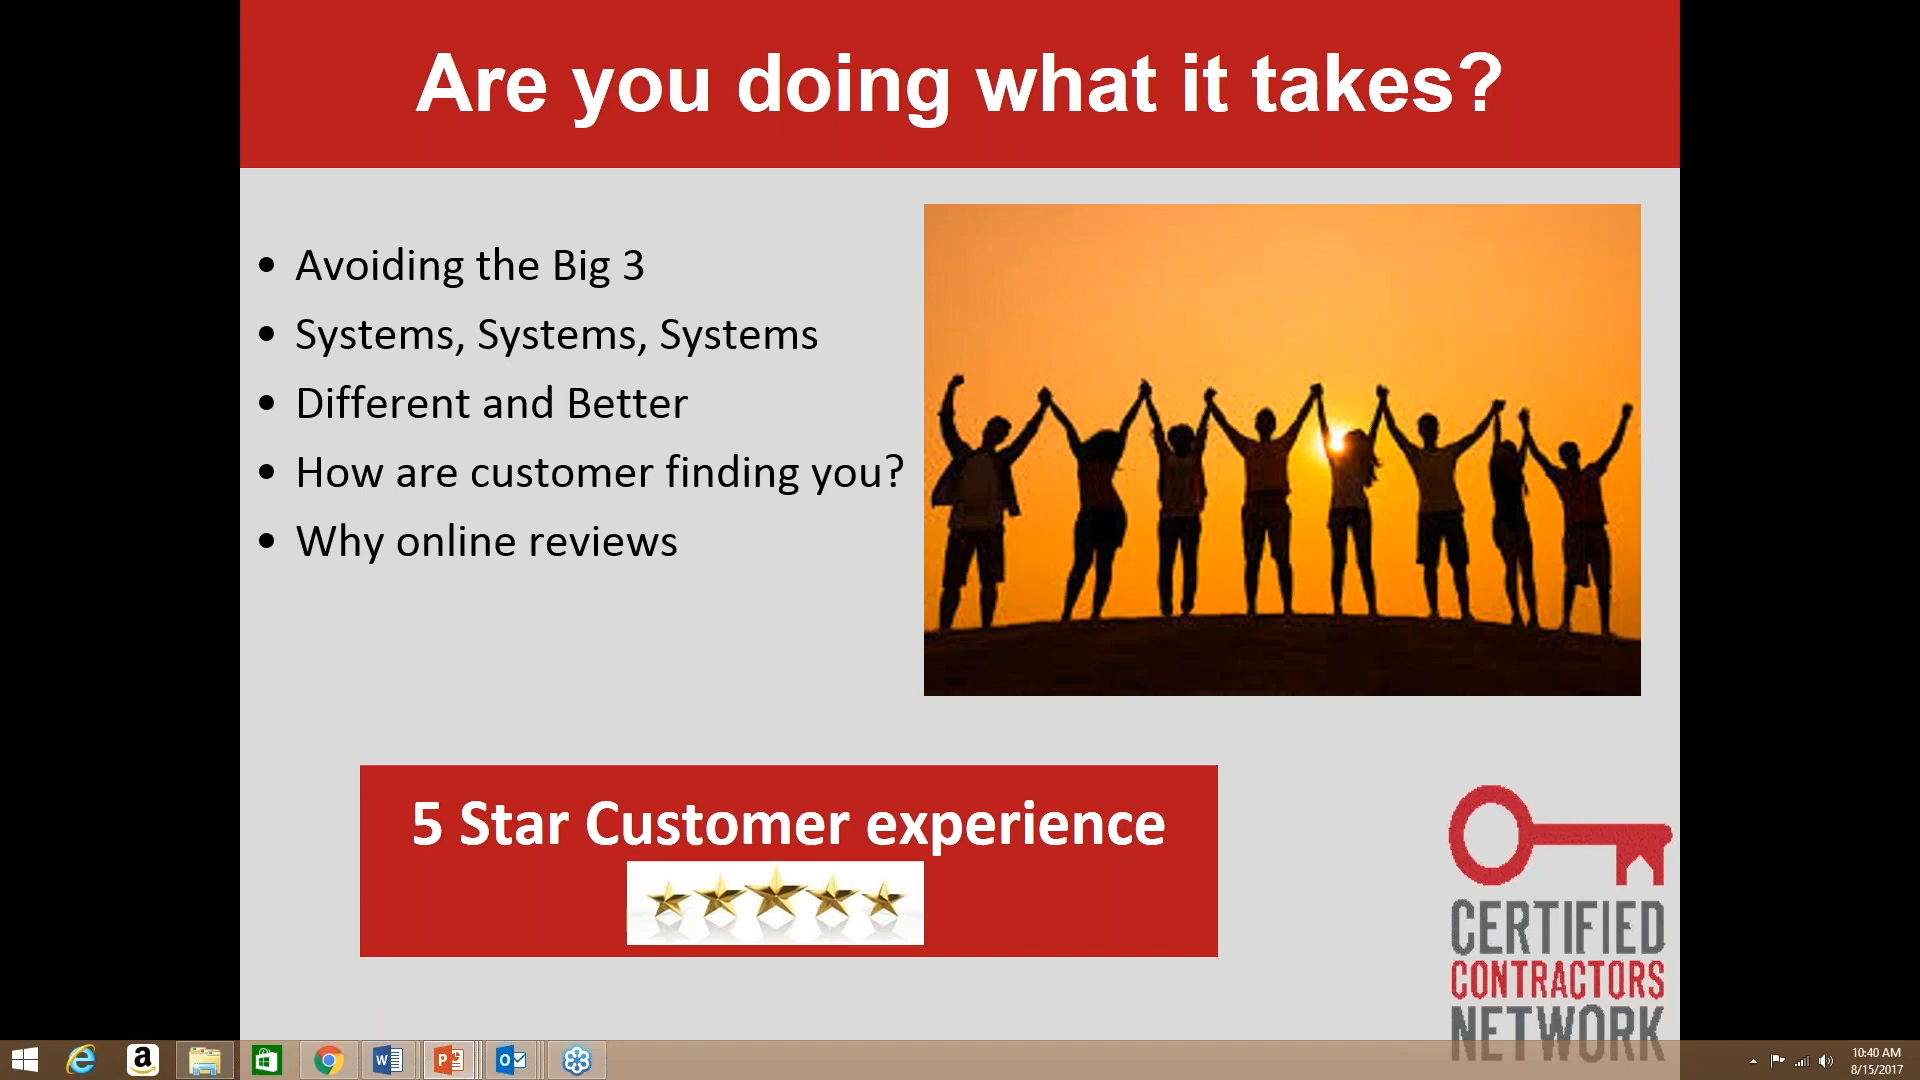 Are you doing what it takes?
• Avoiding the Big 3
• Systems, Systems, Systems
• Different and Better
• How are customer finding you?
• Why online reviews
5 Star Customer experience
CERTIFIED
CONTRACTORS
NETWORK
10:40 AM
8/15/2017